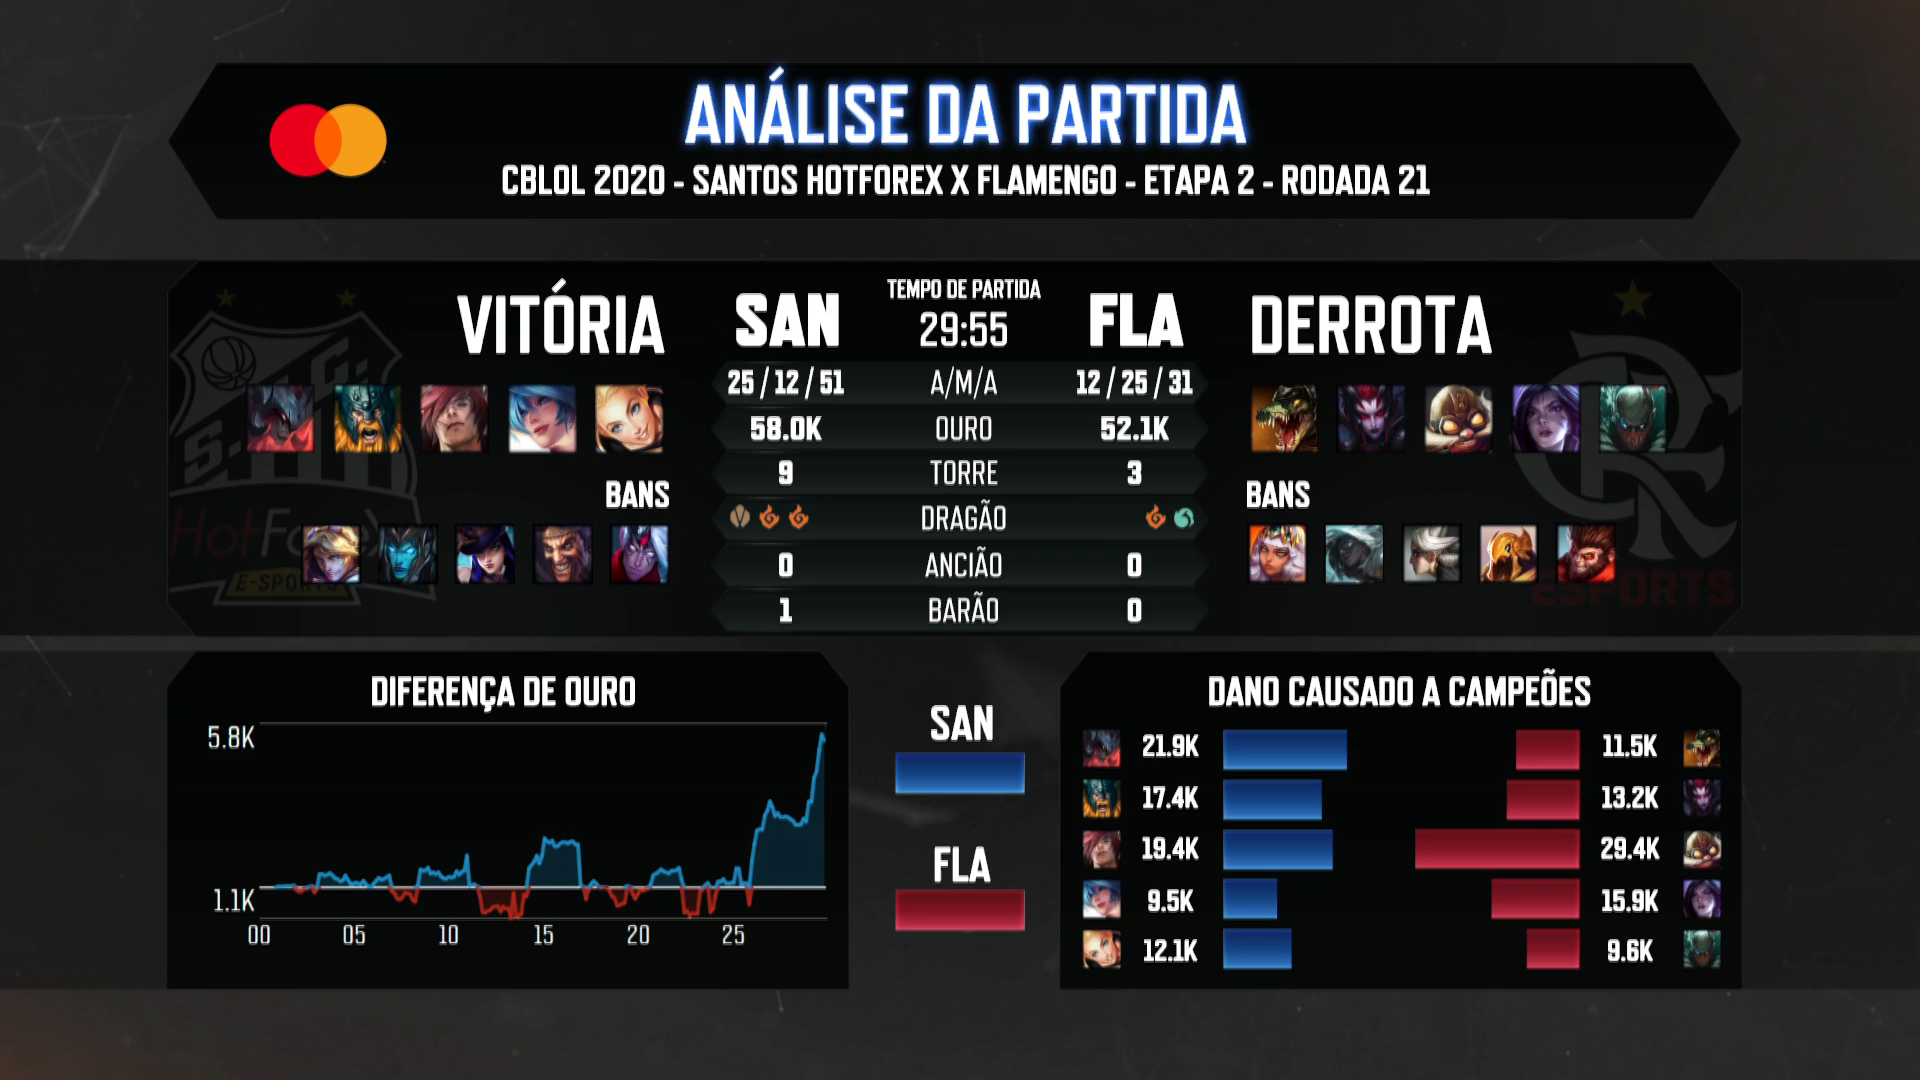 ANÁLISE DA PARTIDA
CBLOL 2020 - SANTOS HOTFOREX X FLAMENGO - ETAPA 2 - RODADA 21
VITÓRIA
SAN
TEMPO DE PARTIDA
29:55
FLA
DERROTA
25 / 12 / 51 A/M/A 12 / 25 / 31
58.0K OURO 52.1K
9 TORRE 3
DRAGÃO
0 ANCIÃO 0
1 BARÃO 0
BANS
BANS
HotForex
E-SPORTS
ESPORTS
DIFERENÇA DE OURO
5.8K
1.1K
00 05 10 15 20 25
SAN
FLA
DANO CAUSADO A CAMPEÕES
21.9K 11.5K
17.4K 13.2K
19.4K 29.4K
9.5K 15.9K
12.1K 9.6K